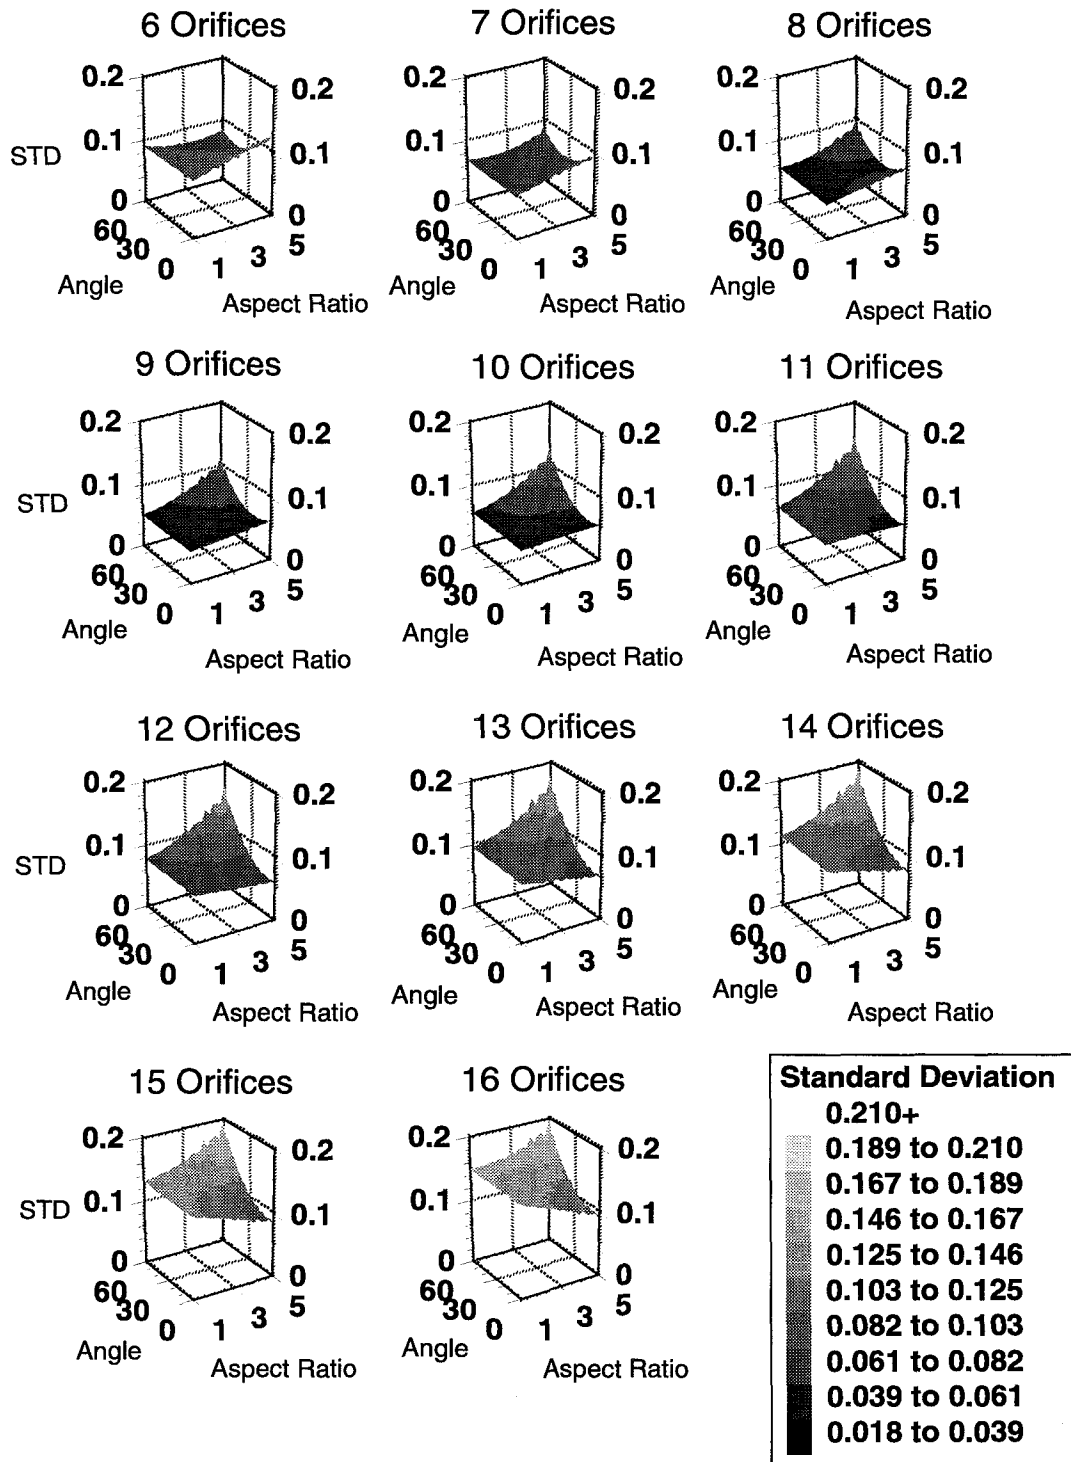 6 Orifices 7 Orifices 8 Orifices
0.2 0.2 0.2 0.2 0.2 0.2
STD 0.1 0.1 0.1 0.1 0.1 0.1
0 0 0 0 0 0
60 5 60 5 60 5
30 3 30 3 30 3
0 1 0 1 0 1
Angle Aspect Ratio Angle Aspect Ratio Angle Aspect Ratio
9 Orifices 10 Orifices 11 Orifices
0.2 0.2 0.2 0.2 0.2 0.2
STD 0.1 0.1 0.1 0.1 0.1 0.1
0 0 0 0 0 0
60 5 60 5 60 5
30 3 30 3 30 3
0 1 0 1 0 1
Angle Aspect Ratio Angle Aspect Ratio Angle Aspect Ratio
12 Orifices 13 Orifices 14 Orifices
0.2 0.2 0.2 0.2 0.2 0.2
STD 0.1 0.1 0.1 0.1 0.1 0.1
0 0 0 0 0 0
60 5 60 5 60 5
30 3 30 3 30 3
0 1 0 1 0 1
Angle Aspect Ratio Angle Aspect Ratio Angle Aspect Ratio
15 Orifices 16 Orifices
0.2 0.2 0.2 0.2
STD 0.1 0.1 0.1 0.1
0 0 0 0
60 5 60 5
30 3 30 3
0 1 0 1
Angle Aspect Ratio Angle Aspect Ratio
Standard Deviation
0.210+
0.189 to 0.210
0.167 to 0.189
0.146 to 0.167
0.125 to 0.146
0.103 to 0.125
0.082 to 0.103
0.061 to 0.082
0.039 to 0.061
0.018 to 0.039